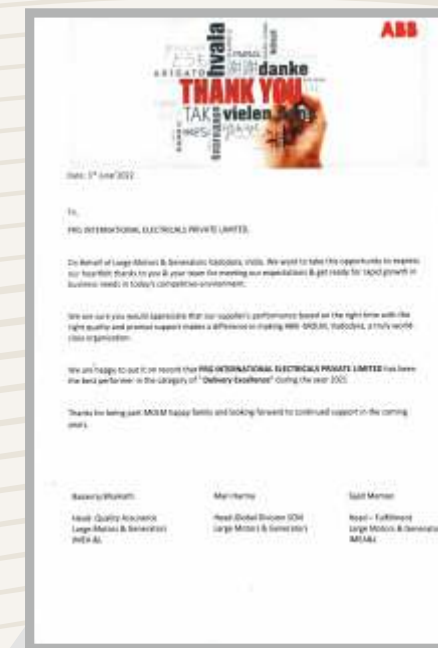 ABB
hvala
ARIGATO
danke
THANK YOU
TAK vielen
To,
PRG INTERNATIONAL ELECTRICALS PRIVATE LIMITED.
On Behalf of Large Motors & Generators Vadodara, India. We want to take this opportunity to express
our heartfelt thanks to you & your team for meeting our expectations & get ready for rapid growth in
business needs in today's competitive environment.
We are sure you would appreciate that our supplier's performance based on the right time with the
right quality and prompt support makes a difference in making ABB Vadodara, a truly world
class organization.
We are happy to put it on record that PRG INTERNATIONAL ELECTRICALS PRIVATE LIMITED has been
the best performer in the category of "Delivery Excellence" during the year 2021.
Thanks for being part happy family and looking forward to continued support in the coming
years.
Head Quality Assurance
Large Motors & Generators
Head Global Division SCM
Large Motors & Generators
Head – Fulfillment
Large Motors & Generators